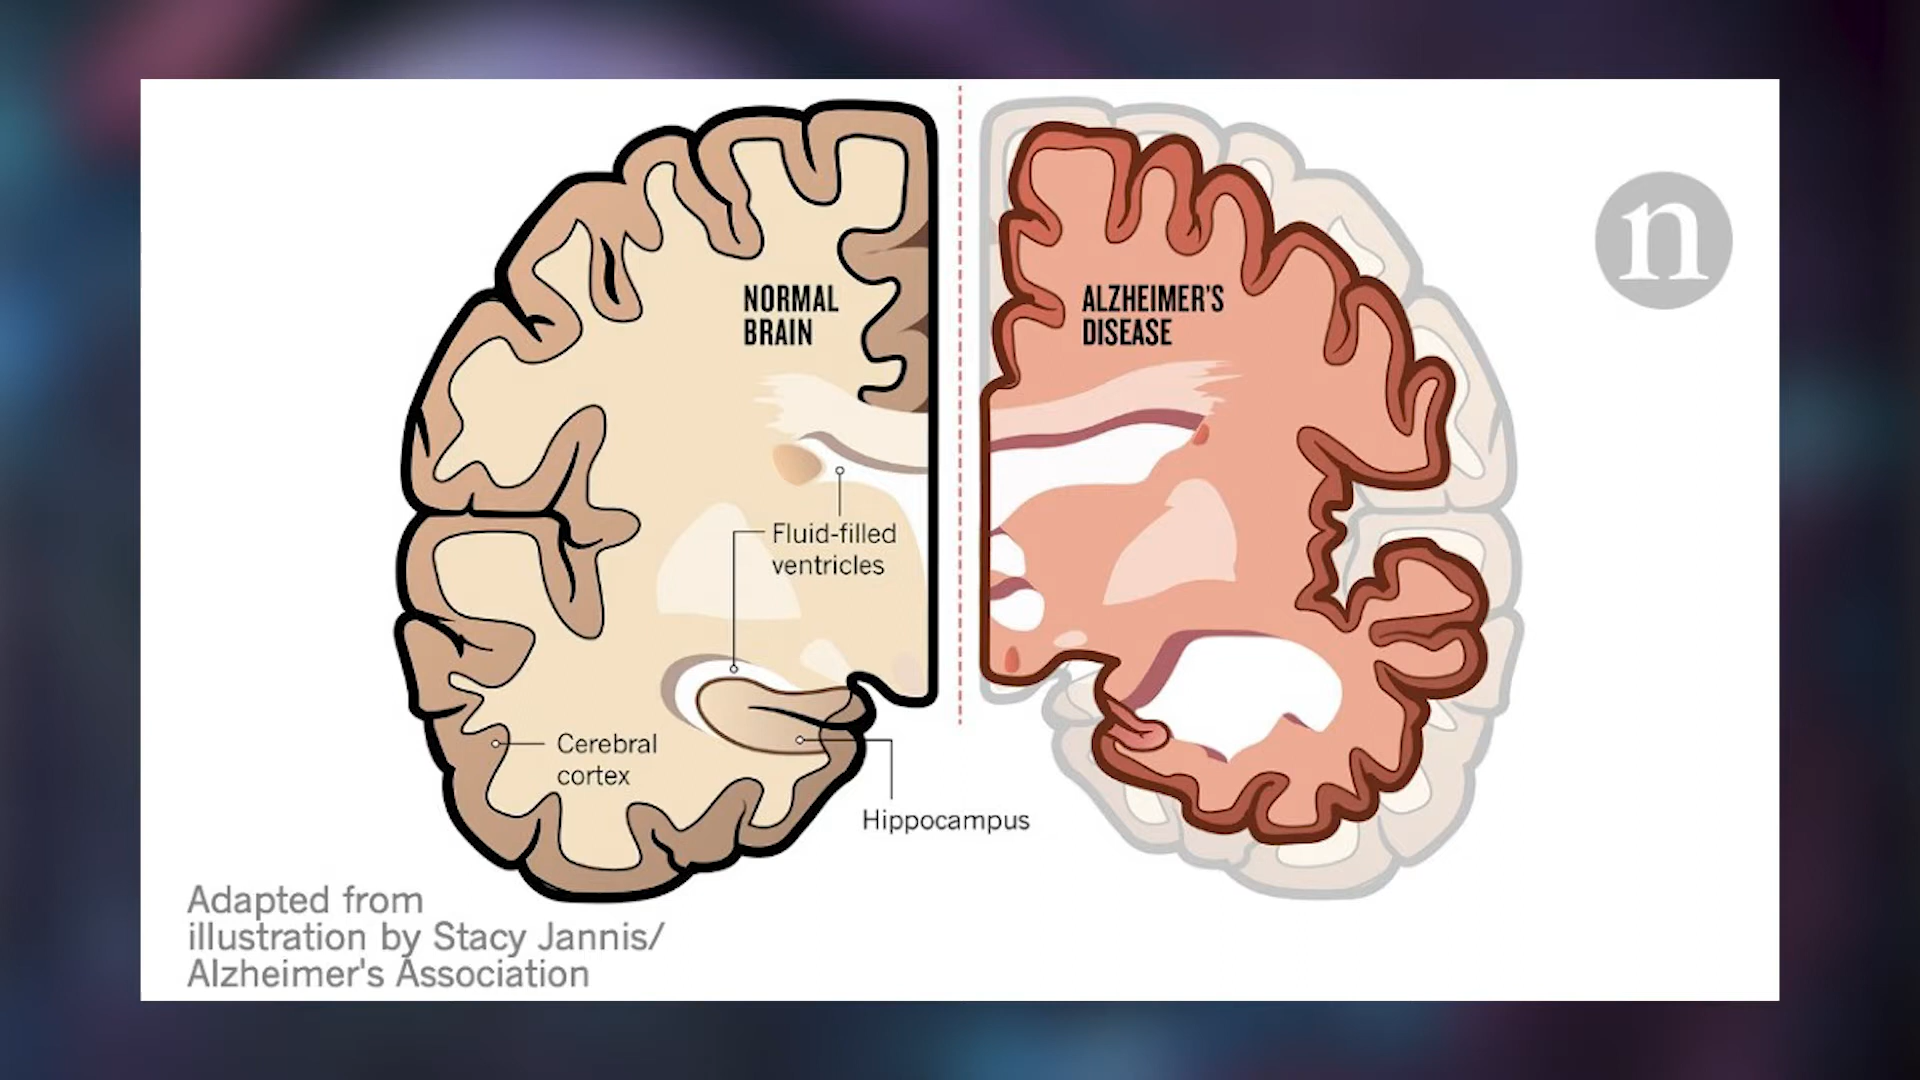 n
NORMAL
BRAIN
ALZHEIMER'S
DISEASE
Fluid-filled
ventricles
Cerebral
cortex
Hippocampus
Adapted from
illustration by Stacy Jannis/
Alzheimer's Association